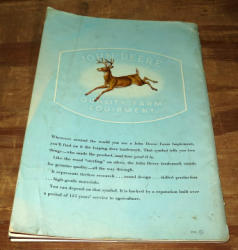 JOHN DEERE
QUALITY FARM
EQUIPMENT
Wherever around the world you see a John Deere Farm Implement,
you'll find on it the leaping deer trademark. That symbol tells you two
things—who made the product, and how good it is.
Like the word "sterling" on silver, the John Deere trademark stands
for genuine quality—all the way through.
It represents tireless research . . . sound design . . . skilled production
. . . high-grade materials.
You can depend on that symbol. It is backed by a reputation built over
a period of 115 years' service to agriculture.